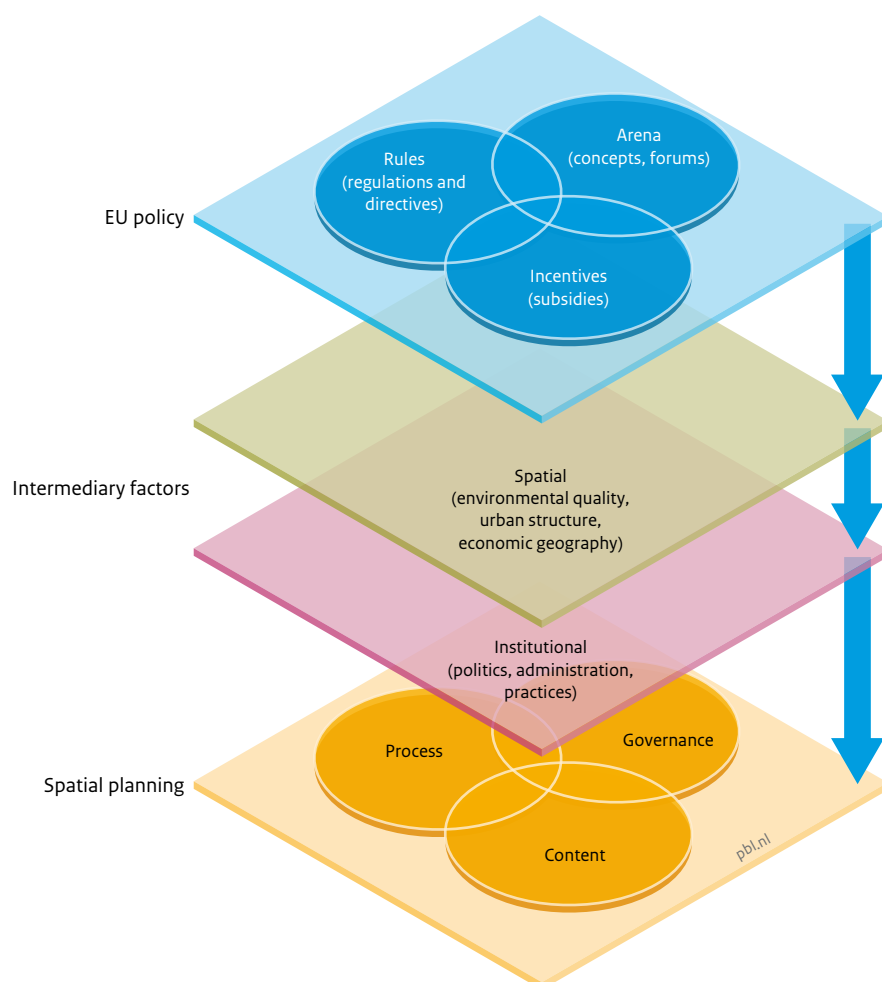 Arena
(concepts, forums)
Rules
(regulations and
directives)
EU policy
Incentives
(subsidies)
Intermediary factors
Spatial
(environmental quality,
urban structure,
economic geography)
Institutional
(politics, administration,
practices)
Process
Governance
Spatial planning
Content
pbl.nl